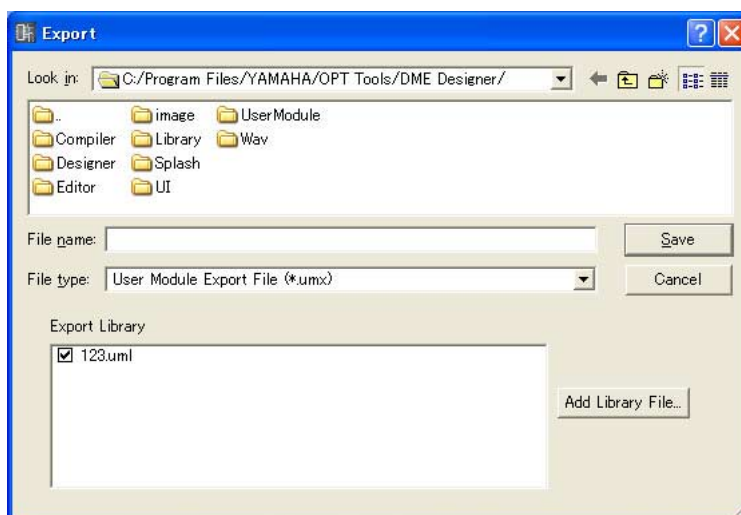 Export
Look in: C:/Program Files/YAMAHA/OPT Tools/DME Designer/
.. image UserModule
Compiler Library Wav
Designer Splash
Editor UI
File name: Save
File type: User Module Export File (*.umx) Cancel
Export Library
123.uml
Add Library File...